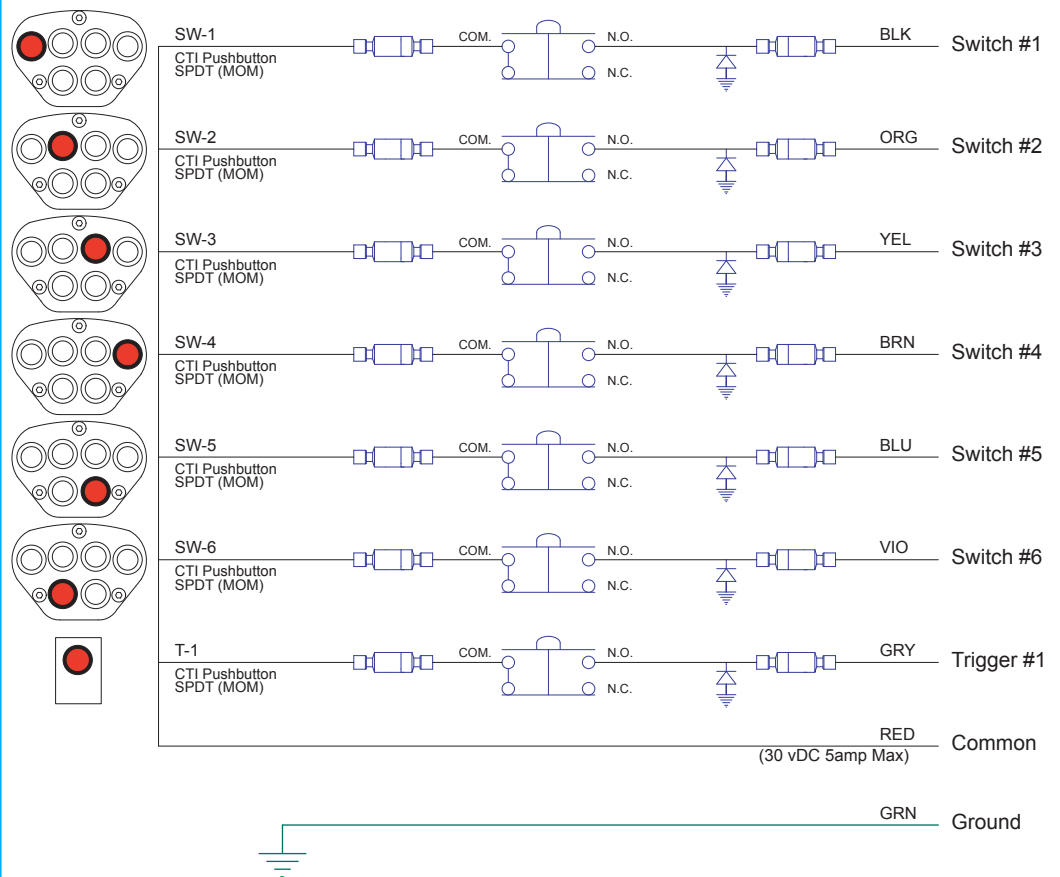 SW-1 COM. N.O. BLK Switch #1
CTI Pushbutton
SPDT (MOM) N.C.
SW-2 COM. N.O. ORG Switch #2
CTI Pushbutton
SPDT (MOM) N.C.
SW-3 COM. N.O. YEL Switch #3
CTI Pushbutton
SPDT (MOM) N.C.
SW-4 COM. N.O. BRN Switch #4
CTI Pushbutton
SPDT (MOM) N.C.
SW-5 COM. N.O. BLU Switch #5
CTI Pushbutton
SPDT (MOM) N.C.
SW-6 COM. N.O. VIO Switch #6
CTI Pushbutton
SPDT (MOM) N.C.
T-1 COM. N.O. GRY Trigger #1
CTI Pushbutton
SPDT (MOM) N.C.
RED Common
(30 vDC 5amp Max)
GRN Ground